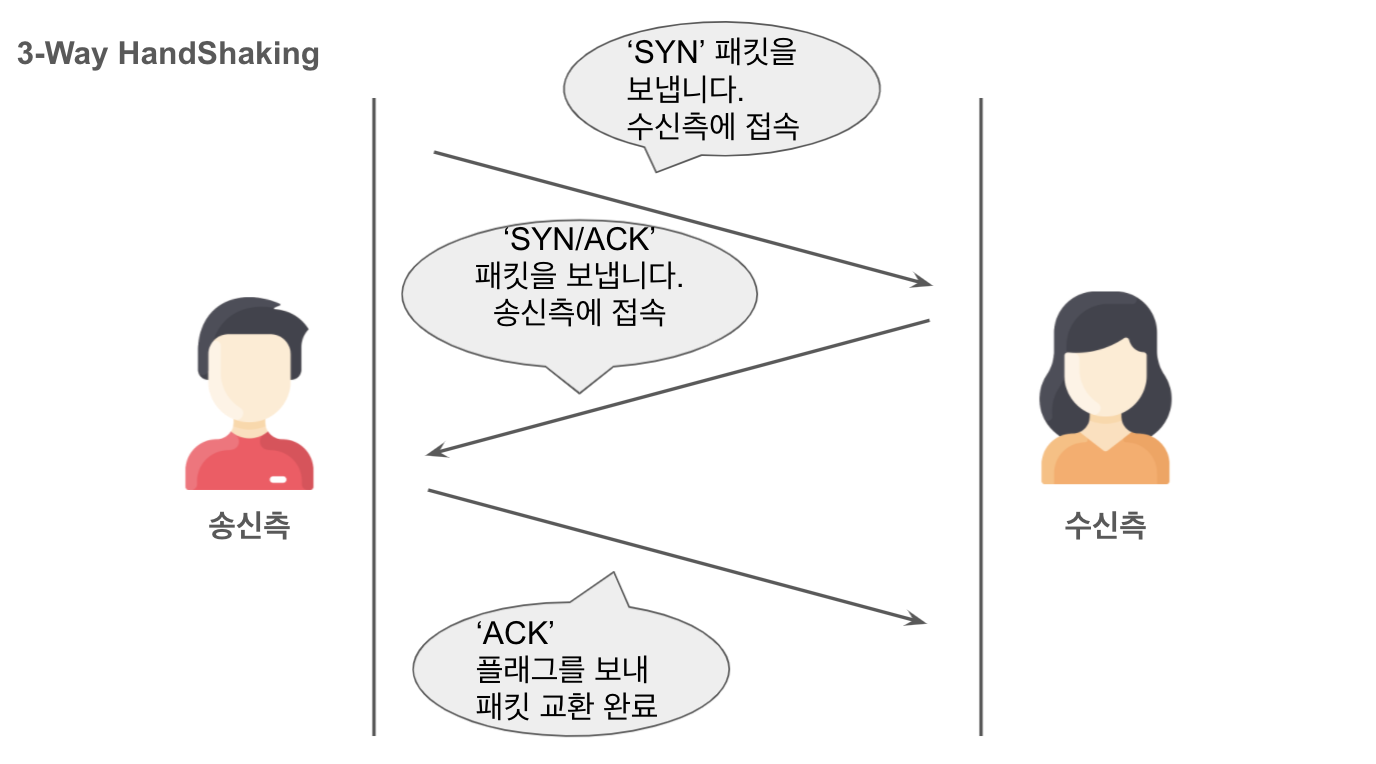 3-Way HandShaking
‘SYN’ 패킷을
보냅니다.
수신측에 접속
‘SYN/ACK’
패킷을 보냅니다.
송신측에 접속
송신측
수신측
‘ACK’
플래그를 보내
패킷 교환 완료